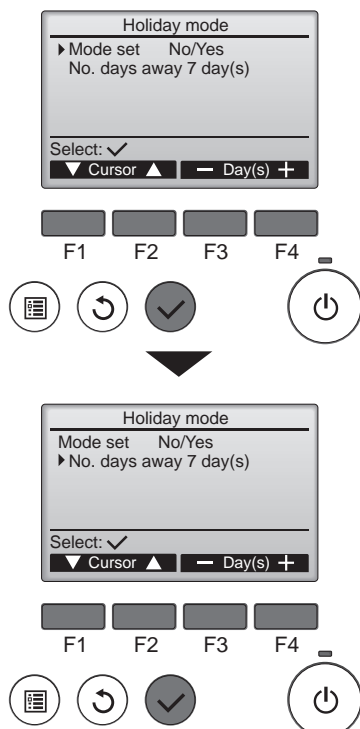 Holiday mode
Mode set No/Yes
No. days away 7 day(s)
Select:
Cursor − Day(s) +
F1 F2 F3 F4
Holiday mode
Mode set No/Yes
No. days away 7 day(s)
Select:
Cursor − Day(s) +
F1 F2 F3 F4